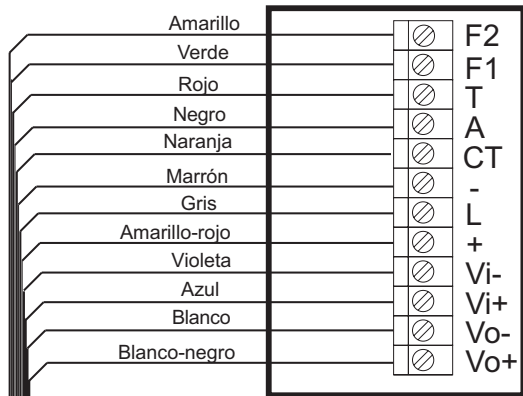 Amarillo F2
Verde F1
Rojo T
Negro A
Naranja CT
Marrón -
Gris L
Amarillo-rojo +
Violeta Vi-
Azul Vi+
Blanco Vo-
Blanco-negro Vo+